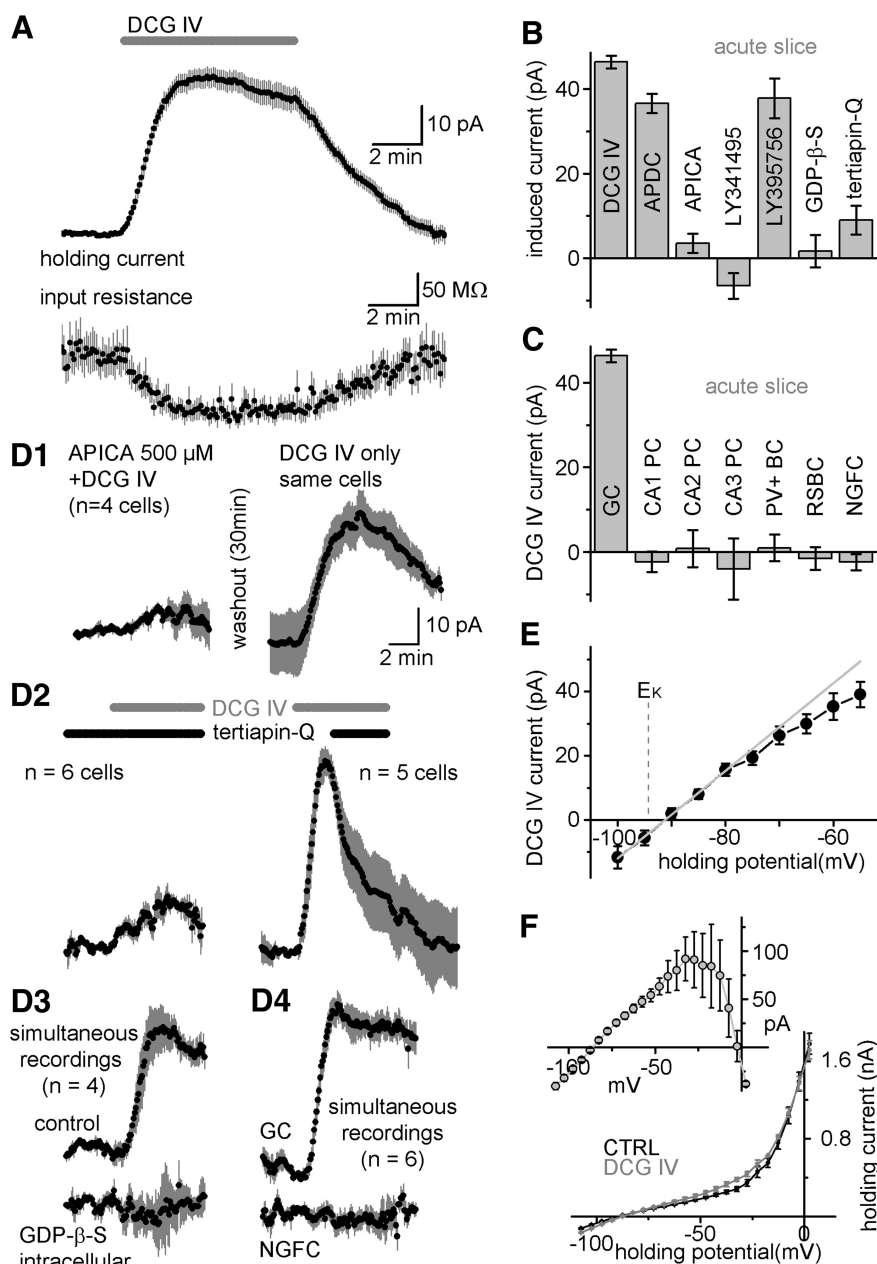 A
DCG IV
10 pA
2 min
holding current
input resistance
50 MΩ
2 min
B
acute slice
induced current (pA)
40
20
0
DCG IV
APDC
APICA
LY341495
LY395756
GDP-β-S
tertiapin-Q
C
acute slice
DCG IV current (pA)
40
20
0
GC
CA1 PC
CA2 PC
CA3 PC
PV+ BC
RSBC
NGFC
D1
APICA 500 µM
+DCG IV
(n=4 cells)
washout (30min)
DCG IV only
same cells
10 pA
2 min
D2
DCG IV
tertiapin-Q
n = 6 cells
n = 5 cells
D3
simultaneous
recordings
(n = 4)
control
GDP-β-S
intracellular
D4
GC
simultaneous
recordings
(n = 6)
NGFC
E
DCG IV current (pA)
40
20
0
EK
-100
-80
-60
holding potential(mV)
F
100
50
pA
-100
-50
mV
1.6
0.8
holding current (nA)
CTRL
DCG IV
-100
-50
0
holding potential(mV)